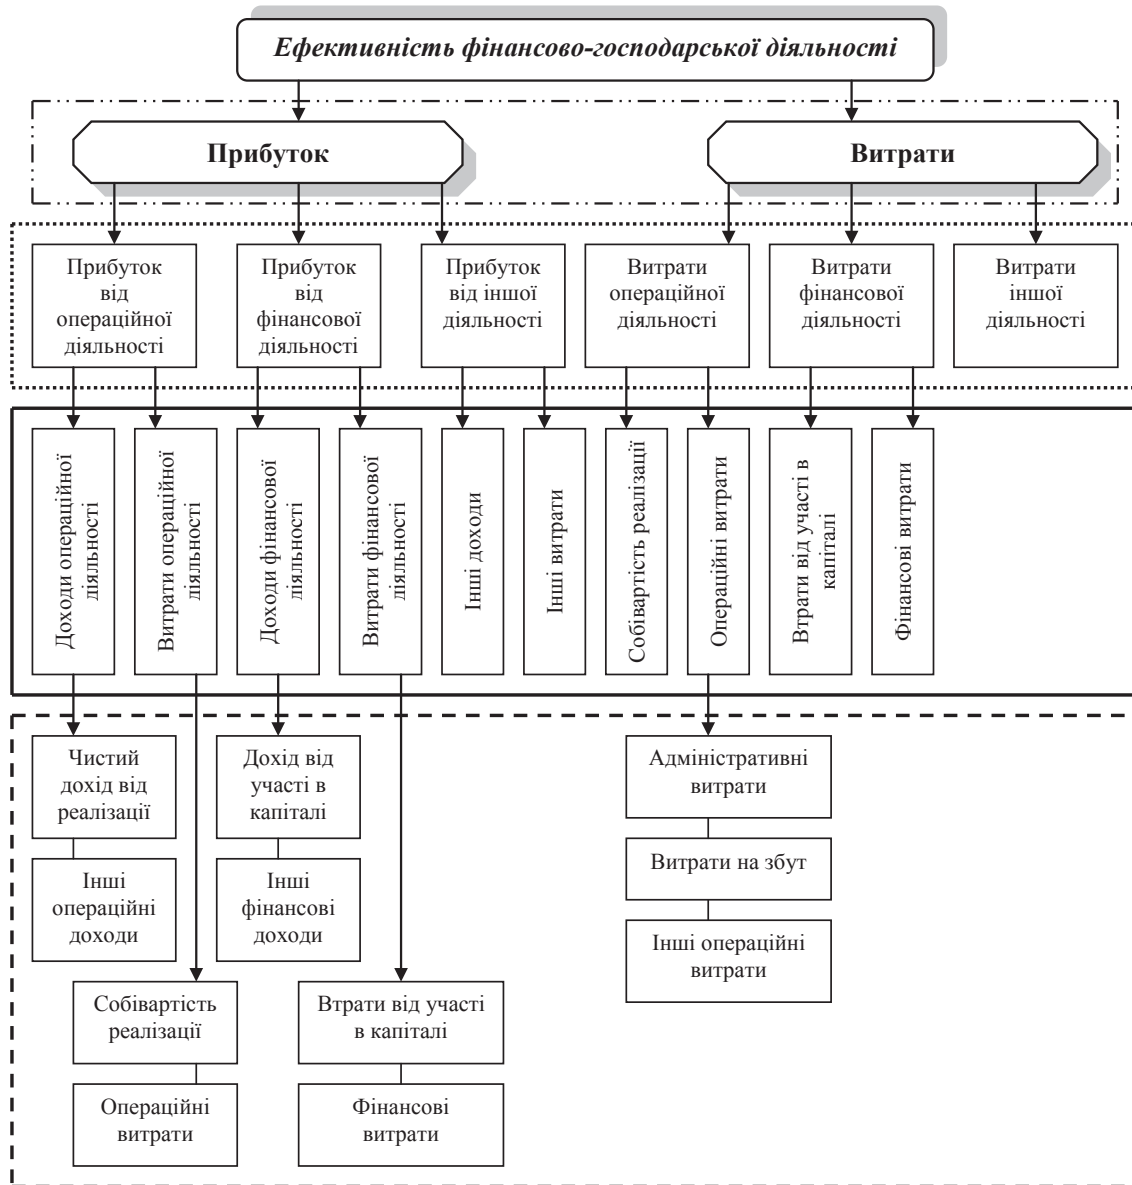 Ефективність фінансово-господарської діяльності
Прибуток
Витрати
Прибуток
від
операційної
діяльності
Прибуток
від
фінансової
діяльності
Прибуток
від іншої
діяльності
Витрати
операційної
діяльності
Витрати
фінансової
діяльності
Витрати
іншої
діяльності
Доходи операційної
діяльності
Витрати операційної
діяльності
Доходи фінансової
діяльності
Витрати фінансової
діяльності
Інші доходи
Інші витрати
Собівартість реалізації
Операційні витрати
Втрати від участі в
капіталі
Фінансові витрати
Чистий
дохід від
реалізації
Дохід від
участі в
капіталі
Адміністративні
витрати
Інші
операційні
доходи
Інші
фінансові
доходи
Витрати на збут
Інші операційні
витрати
Собівартість
реалізації
Втрати від участі
в капіталі
Операційні
витрати
Фінансові
витрати